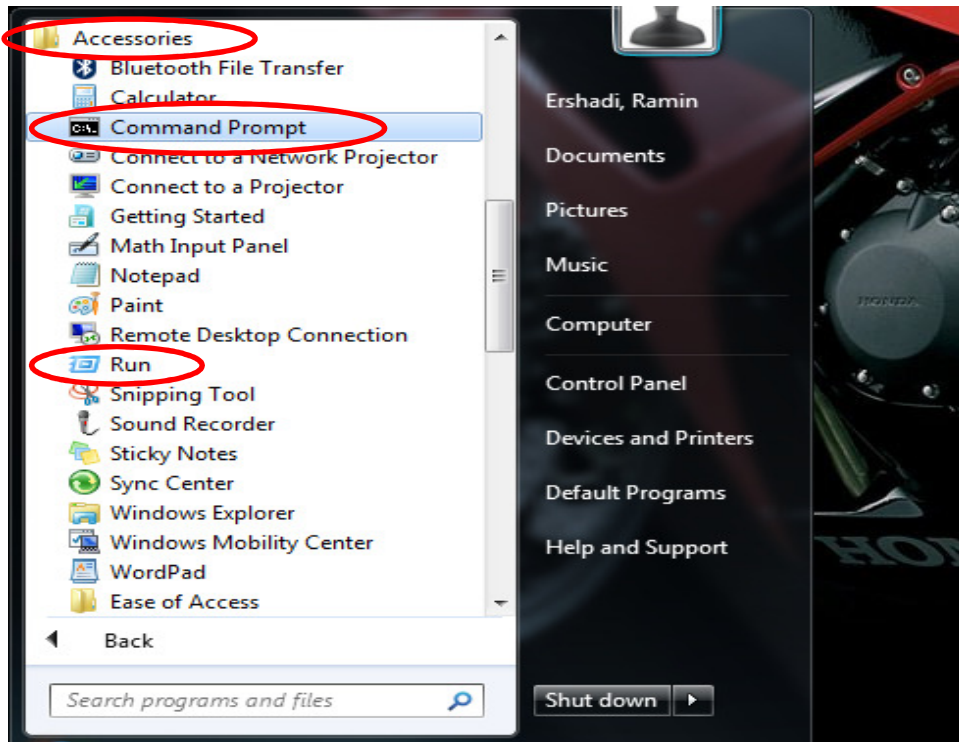 Accessories
Bluetooth File Transfer
Calculator
C:\.
Command Prompt
Connect to a Network Projector
Connect to a Projector
Getting Started
Math Input Panel
Notepad
Paint
Remote Desktop Connection
Run
Snipping Tool
Sound Recorder
Sticky Notes
Sync Center
Windows Explorer
Windows Mobility Center
WordPad
Ease of Access
Back
Search programs and files
Ershadi, Ramin
Documents
Pictures
Music
Computer
Control Panel
Devices and Printers
Default Programs
Help and Support
Shut down
HONDA
HON